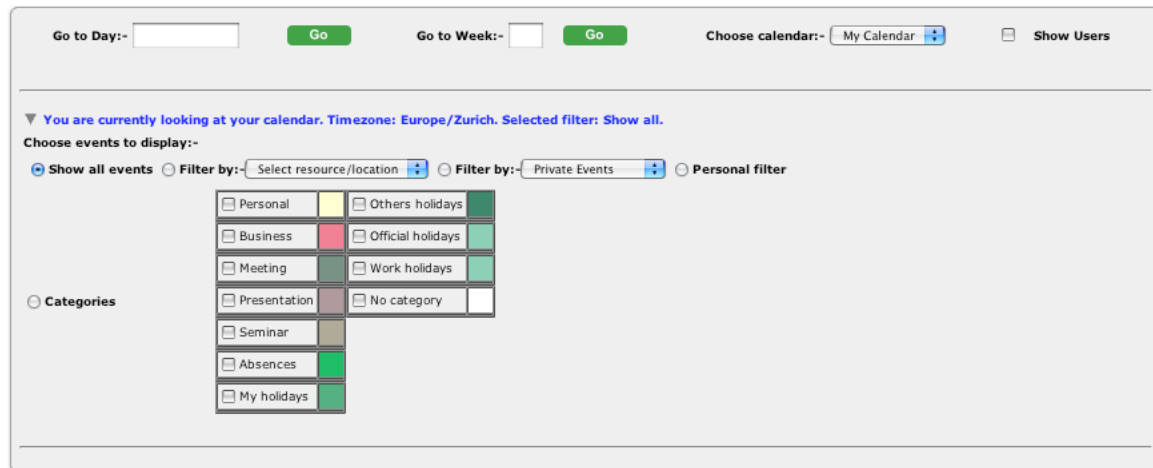 Go to Day:- Go Go to Week:- Go Choose calendar:- My Calendar Show Users
You are currently looking at your calendar. Timezone: Europe/Zurich. Selected filter: Show all.
Choose events to display:-
Show all events Filter by:- Select resource/location Filter by:- Private Events Personal filter
Personal Others holidays
Business Official holidays
Meeting Work holidays
Categories Presentation No category
Seminar
Absences
My holidays